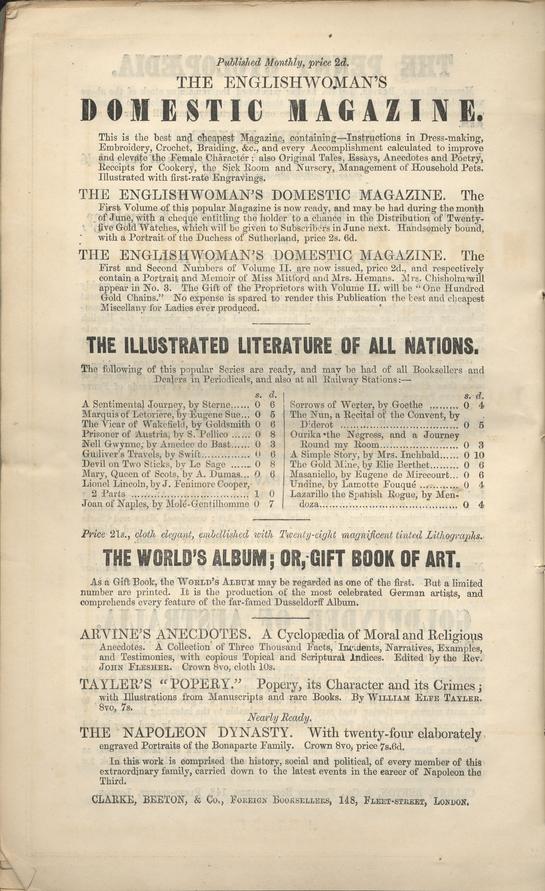 Published Monthly, price 2d.
THE ENGLISHWOMAN'S
DOMESTIC MAGAZINE.
This is the best and cheapest Magazine, containing—Instructions in Dress-making,
Embroidery, Crochet, Braiding, &c., and every Accomplishment calculated to improve
and elevate the Female Character; also Original Tales, Essays, Anecdotes and Poetry,
Receipts for Cookery, the Sick Room and Nursery, Management of Household Pets.
Illustrated with first-rate Engravings.
THE ENGLISHWOMAN'S DOMESTIC MAGAZINE. The
First Volume of this popular Magazine is now ready, and may be had during the month
of June, with a cheque entitling the holder to a chance in the Distribution of Twenty-
five Gold Watches, which will be given to Subscribers in June next. Handsomely bound,
with a Portrait of the Duchess of Sutherland, price 2s. 6d.
THE ENGLISHWOMAN'S DOMESTIC MAGAZINE. The
First and Second Numbers of Volume II. are now issued, price 2d., and respectively
contain a Portrait and Memoir of Miss Mitford and Mrs. Hemans. Mrs. Chisholm will
appear in No. 3. The Gift of the Proprietors with Volume II. will be "One Hundred
Gold Chains." No expense is spared to render this Publication the best and cheapest
Miscellany for Ladies ever produced.
THE ILLUSTRATED LITERATURE OF ALL NATIONS.
The following of this popular Series are ready, and may be had of all Booksellers and
Dealers in Periodicals, and also at all Railway Stations:—
s. d.
A Sentimental Journey, by Sterne...... 0 6
Marquis of Letoriere, by Eugene Sue... 0 5
The Vicar of Wakefield, by Goldsmith 0 6
Prisoner of Austria, by S. Pellico ...... 0 8
Nell Gwynne, by Amedee de Bast...... 0 3
Gulliver's Travels, by Swift............... 0 6
Devil on Two Sticks, by Le Sage ...... 0 8
Mary, Queen of Scots, by A. Dumas... 0 6
Lionel Lincoln, by J. Fenimore Cooper,
2 Parts .................................. 1 0
Joan of Naples, by Molé-Gentilhomme 0 7
s. d.
Sorrows of Werter, by Goethe ......... 0 4
The Nun, a Recital of the Convent, by
Diderot .................................. 0 5
Ourika the Negress, and a Journey
Round my Room ..................... 0 3
A Simple Story, by Mrs. Inchbald...... 0 10
The Gold Mine, by Elie Berthet......... 0 6
Masaniello, by Eugene de Mirecourt... 0 6
Undine, by Lamotte Fouqué ............ 0 4
Lazarillo the Spanish Rogue, by Men-
doza....................................... 0 4
Price 21s., cloth elegant, embellished with Twenty-eight magnificent tinted Lithographs.
THE WORLD'S ALBUM; OR, GIFT BOOK OF ART.
As a Gift Book, the WORLD'S ALBUM may be regarded as one of the first. But a limited
number are printed. It is the production of the most celebrated German artists, and
comprehends every feature of the far-famed Dusseldorff Album.
ARVINE'S ANECDOTES. A Cyclopædia of Moral and Religious
Anecdotes. A Collection of Three Thousand Facts, Incidents, Narratives, Examples,
and Testimonies, with copious Topical and Scriptural Indices. Edited by the Rev.
JOHN FLESHER. Crown 8vo, cloth 10s.
TAYLER'S "POPERY." Popery, its Character and its Crimes;
with Illustrations from Manuscripts and rare Books. By WILLIAM ELFE TAYLER.
8vo, 7s.
Nearly Ready.
THE NAPOLEON DYNASTY. With twenty-four elaborately
engraved Portraits of the Bonaparte Family. Crown 8vo, price 7s. 6d.
In this work is comprised the history, social and political, of every member of this
extraordinary family, carried down to the latest events in the career of Napoleon the
Third.
CLARKE, BEETON, & Co., FOREIGN BOOKSELLERS, 148, FLEET-STREET, LONDON.